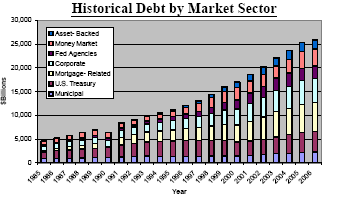 Historical Debt by Market Sector
30,000
25,000
20,000
15,000
10,000
5,000
0
$Billions
Asset- Backed
Money Market
Fed Agencies
Corporate
Mortgage- Related
U.S. Treasury
Municipal
1985 1986 1987 1988 1989 1990 1991 1992 1993 1994 1995 1996 1997 1998 1999 2000 2001 2002 2003 2004 2005 2006
Year